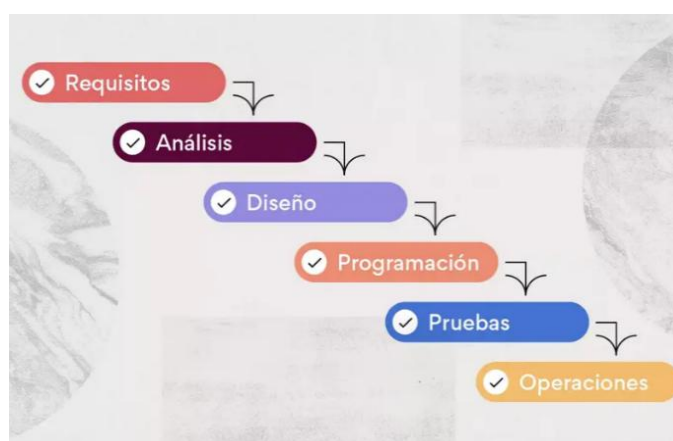 Requisitos
Análisis
Diseño
Programación
Pruebas
Operaciones